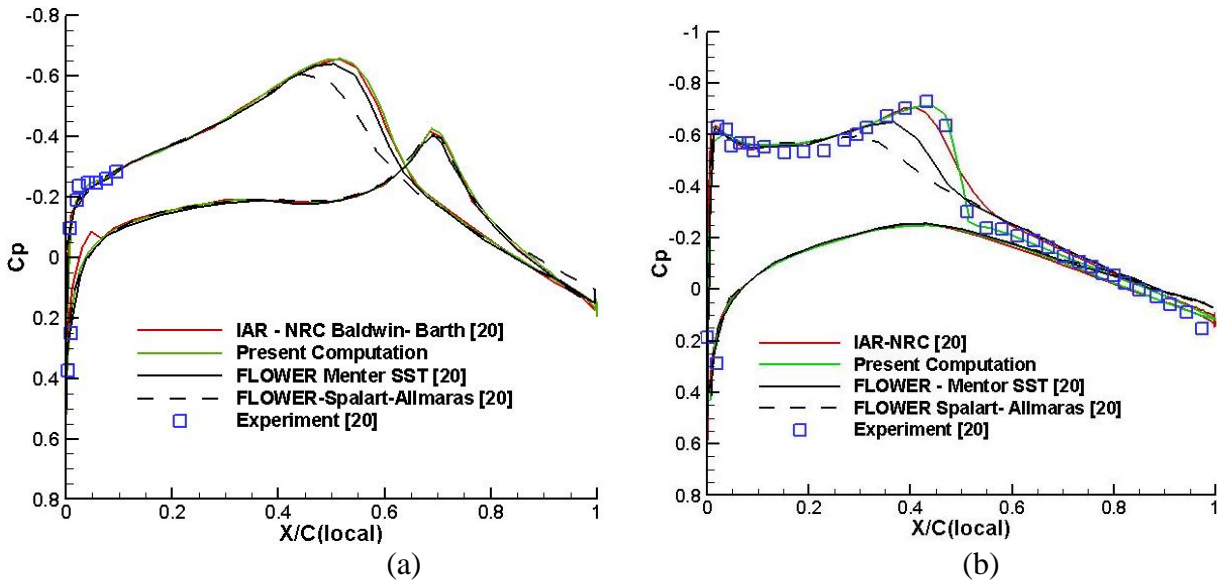 -0.8
-0.6
-0.4
-0.2
0
0.2
0.4
0.6
0.8
Cp
0 0.2 0.4 0.6 0.8 1
X/C(local)
IAR - NRC Baldwin- Barth [20]
Present Computation
FLOWER Menter SST [20]
FLOWER-Spalart-Allmaras [20]
Experiment [20]
(a)
-1
-0.8
-0.6
-0.4
-0.2
0
0.2
0.4
0.6
0.8
Cp
0 0.2 0.4 0.6 0.8 1
X/C(local)
IAR-NRC [20]
Present Computation
FLOWER - Mentor SST [20]
FLOWER Spalart- Allmaras [20]
Experiment [20]
(b)